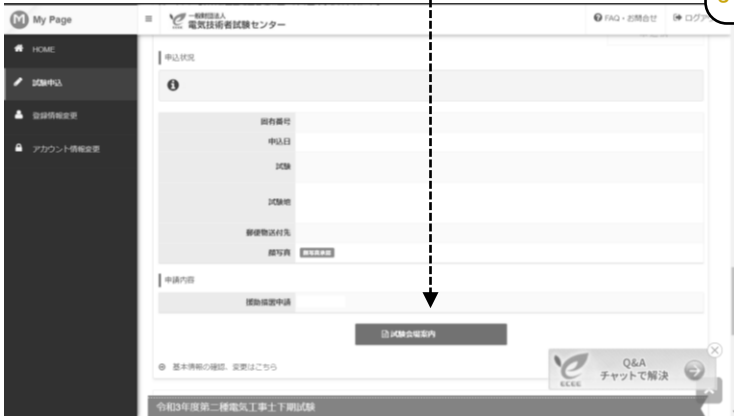 My Page
一般財団法人
電気技術者試験センター
FAQ・お問合せ
HOME
試験申込
登録情報変更
アカウント情報変更
申込状況
固有番号
申込日
試験
試験地
郵便物送付先
顔写真
申請内容
援助措置申請
試験会場案内
基本情報の確認、変更はこちら
Q&A
チャットで解決
令和3年度第二種電気工事士下期試験